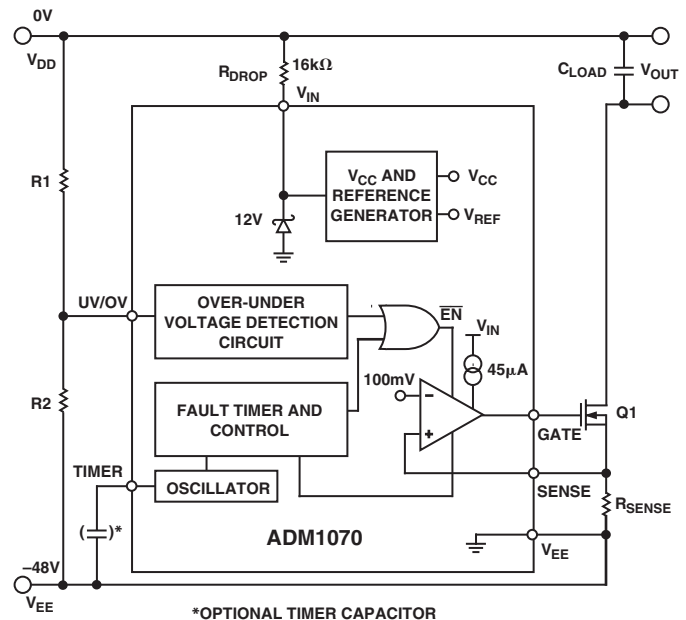 0V
VDD
RDROP
16kΩ
VIN
CLOAD
VOUT
R1
12V
VCC AND
REFERENCE
GENERATOR
VCC
VREF
UV/OV
OVER-UNDER
VOLTAGE DETECTION
CIRCUIT
EN
VIN
45μA
100mV
−
+
R2
FAULT TIMER AND
CONTROL
GATE
Q1
TIMER
OSCILLATOR
SENSE
RSENSE
( )*
ADM1070
VEE
−48V
VEE
*OPTIONAL TIMER CAPACITOR